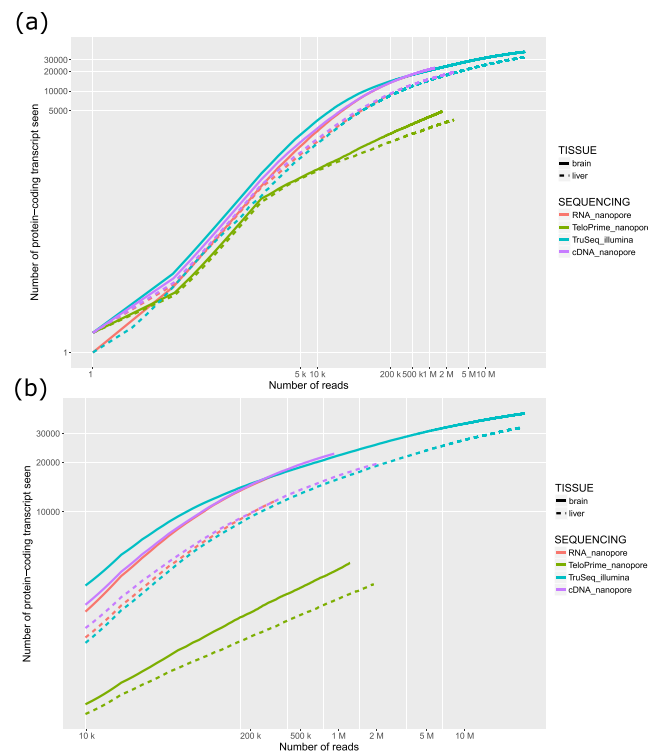 (a)
Number of protein−coding transcript seen
30000
20000
10000
5000
1
1
5 k 10 k
200 k 500 k 1 M 2 M 5 M 10 M
Number of reads
TISSUE
brain
liver
SEQUENCING
RNA_nanopore
TeloPrime_nanopore
TruSeq_illumina
cDNA_nanopore
(b)
Number of protein−coding transcript seen
30000
20000
10000
10 k
200 k
500 k
1 M
2 M
5 M
10 M
Number of reads
TISSUE
brain
liver
SEQUENCING
RNA_nanopore
TeloPrime_nanopore
TruSeq_illumina
cDNA_nanopore